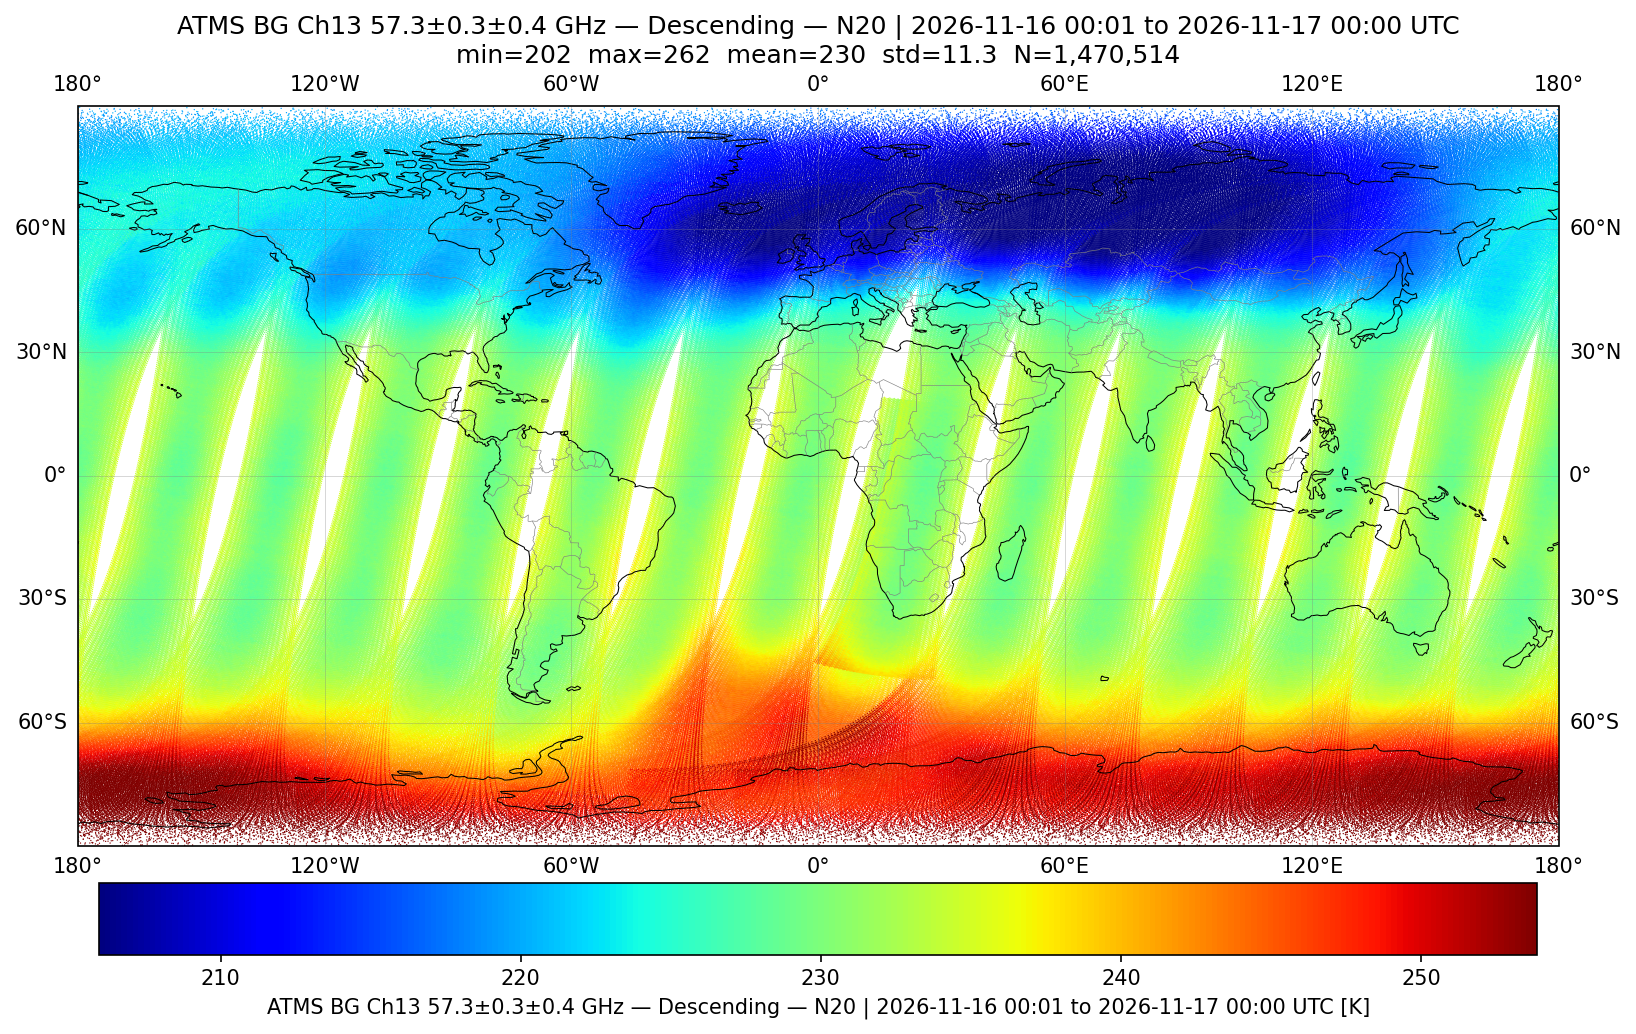 ATMS BG Ch13 57.3±0.3±0.4 GHz — Descending — N20 | 2026-11-16 00:01 to 2026-11-17 00:00 UTC
min=202 max=262 mean=230 std=11.3 N=1,470,514
180° 120°W 60°W 0° 60°E 120°E 180°
60°N 60°N
30°N 30°N
0° 0°
30°S 30°S
60°S 60°S
180° 120°W 60°W 0° 60°E 120°E 180°
210 220 230 240 250
ATMS BG Ch13 57.3±0.3±0.4 GHz — Descending — N20 | 2026-11-16 00:01 to 2026-11-17 00:00 UTC [K]